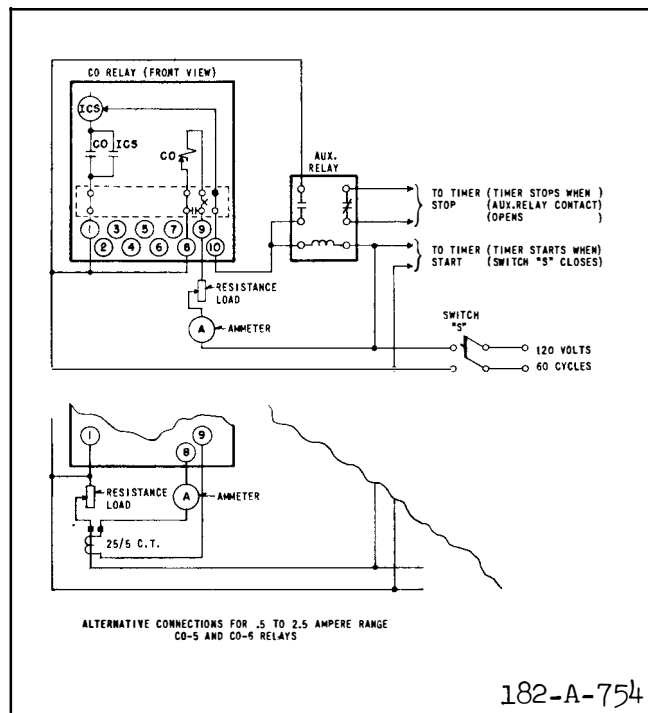 CO RELAY (FRONT VIEW)
ICS
CO ICS
CO
AUX.
RELAY
TO TIMER (TIMER STOPS WHEN )
STOP (AUX.RELAY CONTACT)
(OPENS )
1 3 5 7 9
2 4 6 8 10
TO TIMER (TIMER STARTS WHEN)
START (SWITCH "S" CLOSES)
RESISTANCE
LOAD
A AMMETER
SWITCH
"S"
120 VOLTS
60 CYCLES
1 8 9
RESISTANCE
LOAD
A AMMETER
25/5 C.T.
ALTERNATIVE CONNECTIONS FOR .5 TO 2.5 AMPERE RANGE
CO-5 AND CO-6 RELAYS
182-A-754